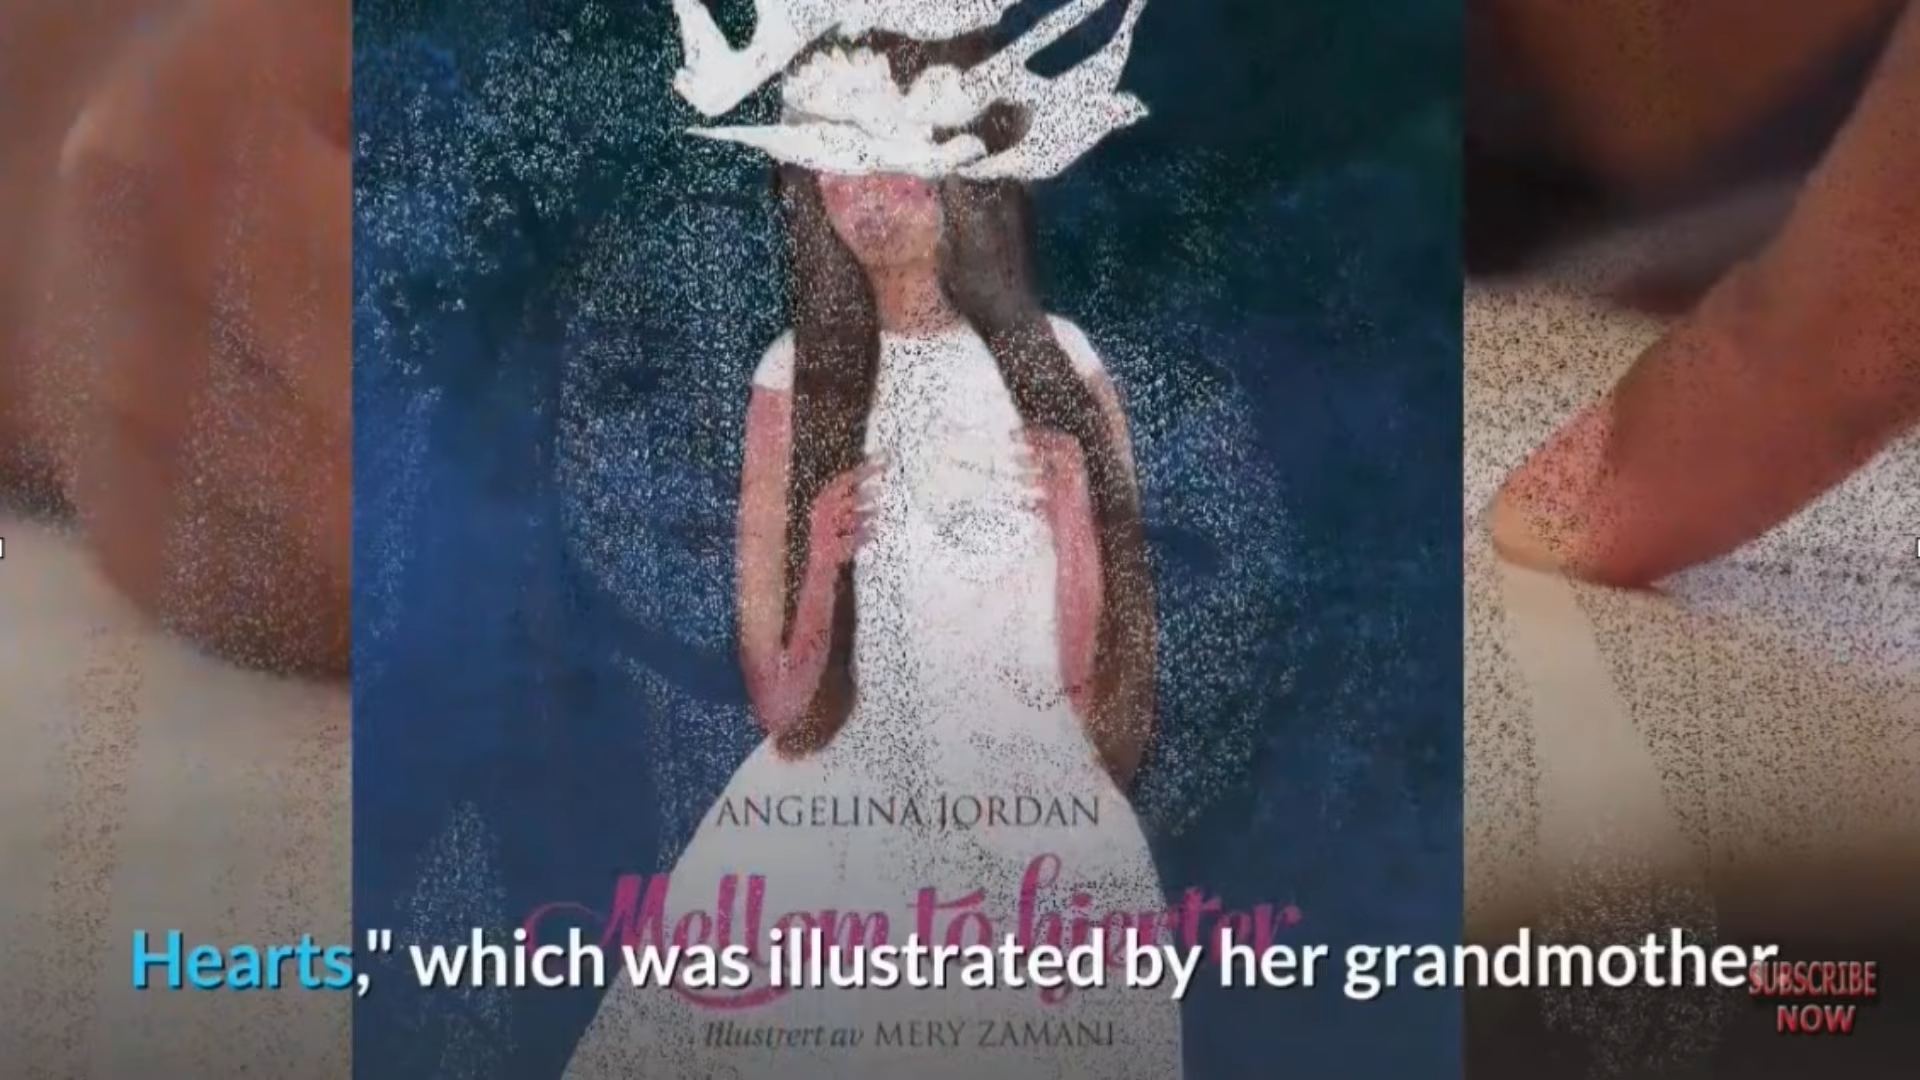 ANGELINA JORDAN
Mellom to hjerter
Hearts," which was illustrated by her grandmother
SUBSCRIBE
NOW
Illustrert av MERY ZAMANI